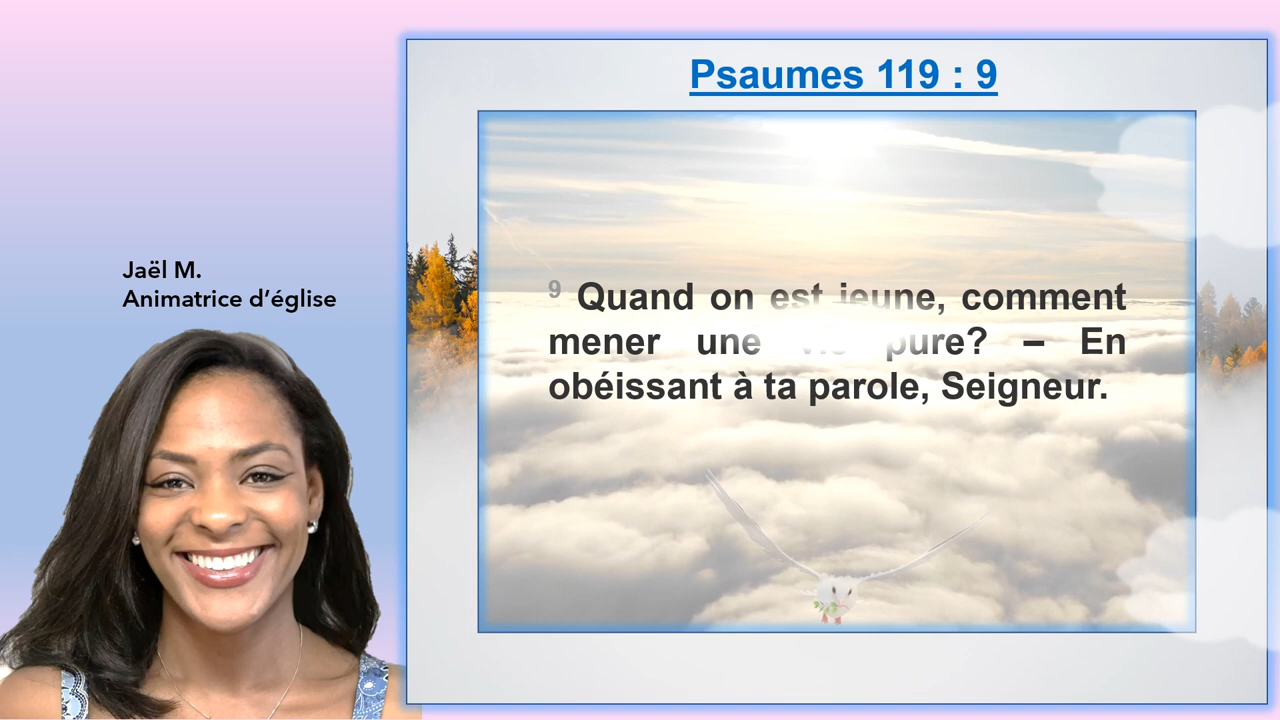 Psaumes 119 : 9
Jaël M.
Animatrice d’église
9 Quand on est jeune, comment
mener une vie pure? – En
obéissant à ta parole, Seigneur.